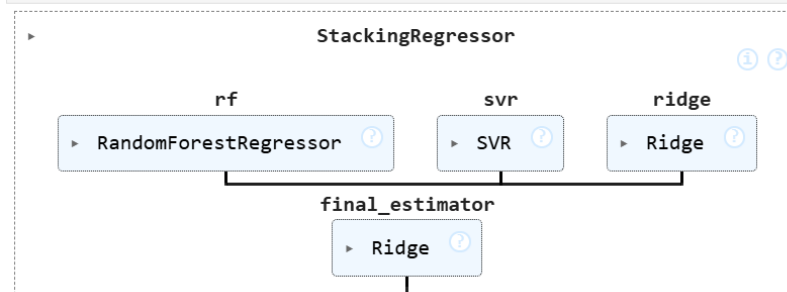 StackingRegressor
i ?
rf svr ridge
RandomForestRegressor ? SVR ? Ridge ?
final_estimator
Ridge ?